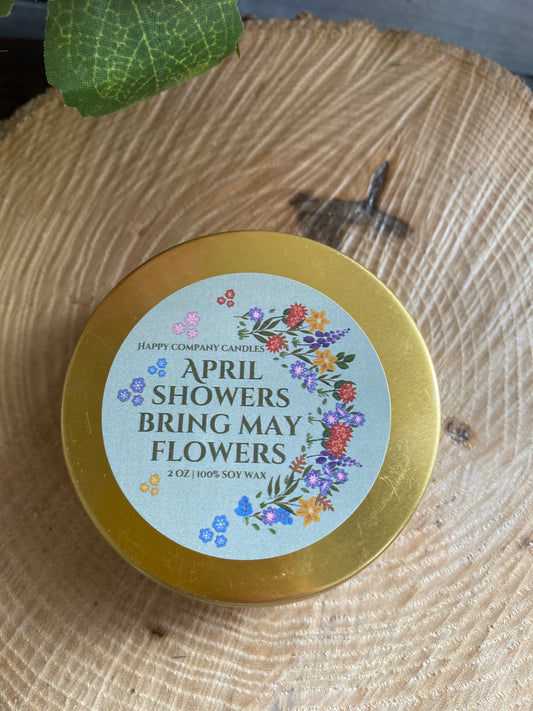 HAPPY COMPANY CANDLES
APRIL
SHOWERS
BRING MAY
FLOWERS
2 OZ | 100% SOY WAX